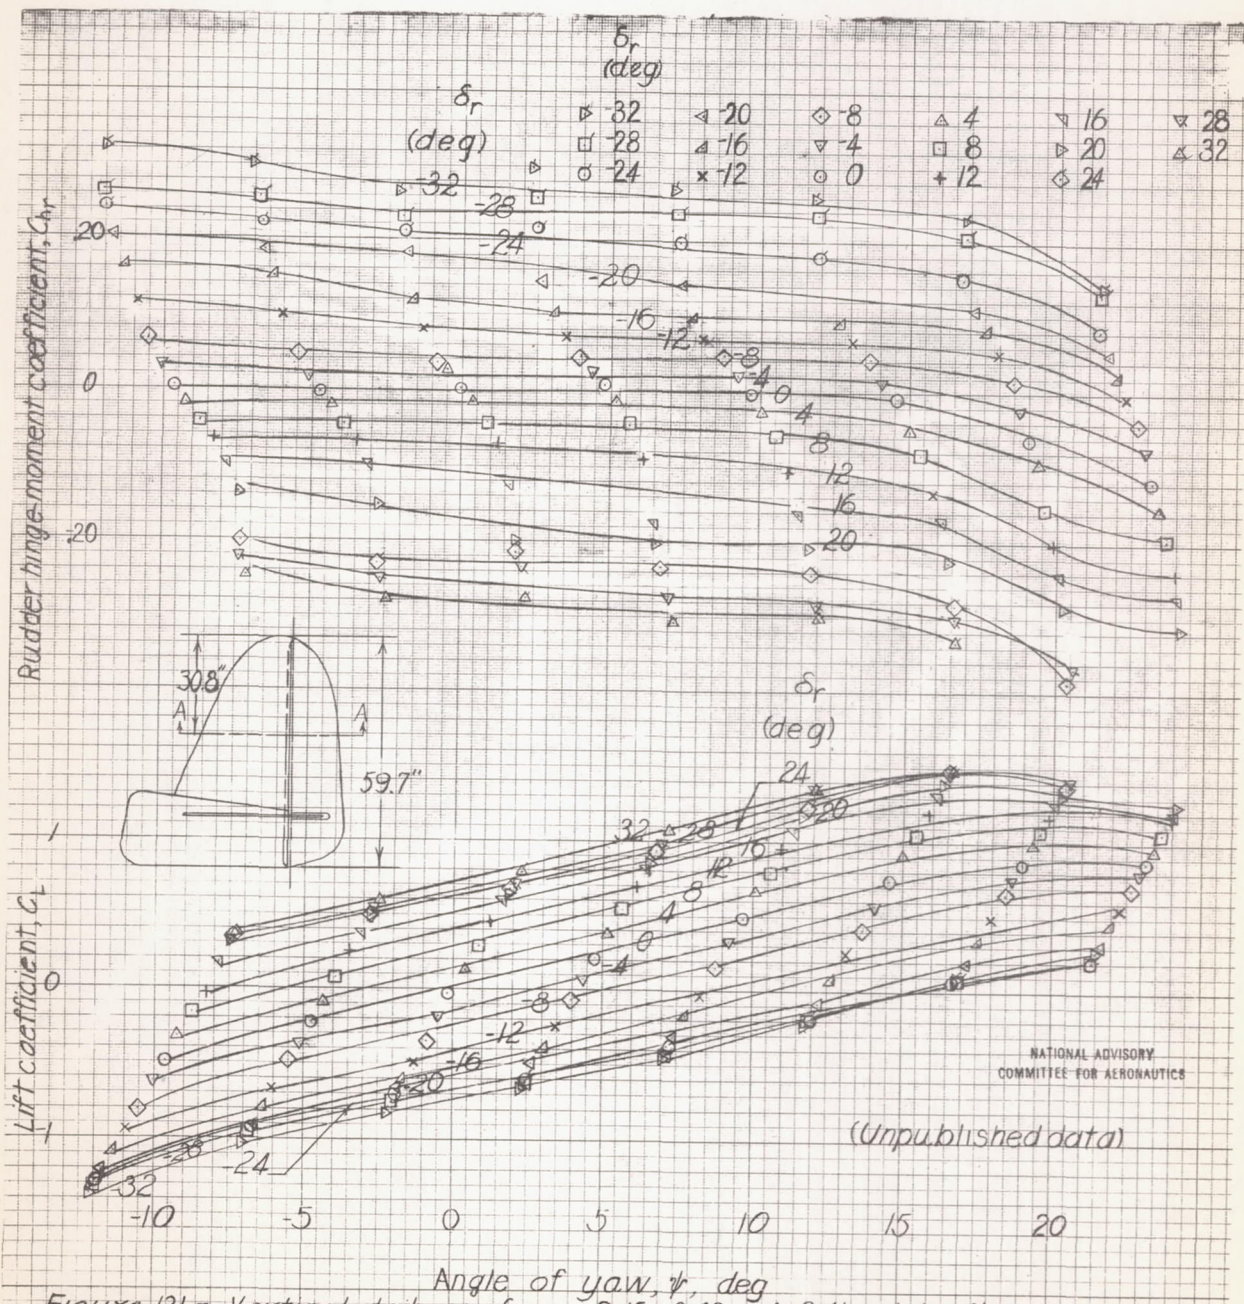 δr
(deg)
δr
(deg)
-32 -20 -8 4 16 28
-28 -16 -4 8 20 32
-24 -12 0 12 24
-32
-28
-24
-20
-16
-12
-8
-4
0
4
8
12
16
20
.20
0
-.20
Rudder hinge-moment coefficient, Chr
30.8"
A A
59.7"
δr
(deg)
24
20
32 28
16
12
8
4
0
-4
-8
-12
-16
-20
-28
-24
-32
1
0
-1
Lift coefficient, CL
NATIONAL ADVISORY
COMMITTEE FOR AERONAUTICS
(Unpublished data)
-10 -5 0 5 10 15 20
Angle of yaw, ψ, deg